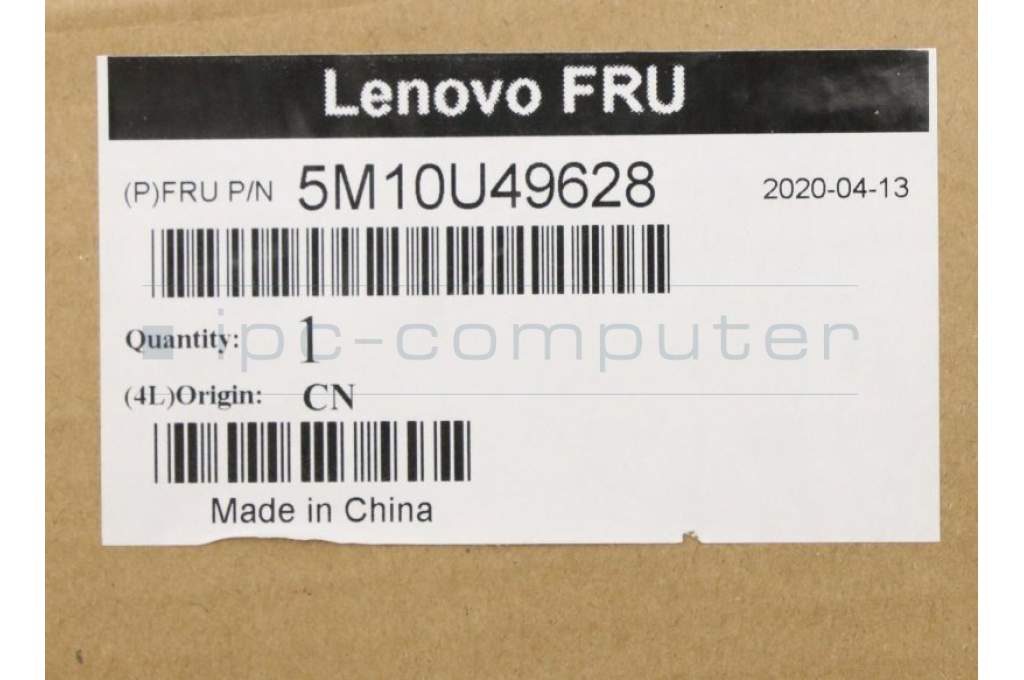 Lenovo FRU
(P)FRU P/N 5M10U49628 2020-04-13
Quantity: 1
ipc-computer
(4L)Origin: CN
Made in China